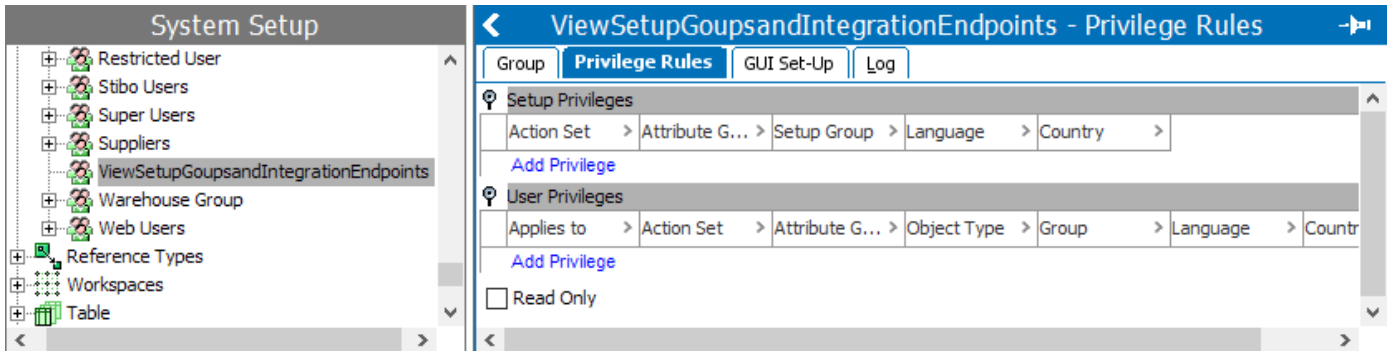 System Setup
Restricted User
Stibo Users
Super Users
Suppliers
ViewSetupGoupsandIntegrationEndpoints
Warehouse Group
Web Users
Reference Types
Workspaces
Table
ViewSetupGoupsandIntegrationEndpoints - Privilege Rules
Group Privilege Rules GUI Set-Up Log
Setup Privileges
Action Set > Attribute G... > Setup Group > Language > Country >
Add Privilege
User Privileges
Applies to > Action Set > Attribute G... > Object Type > Group > Language > Countr
Add Privilege
Read Only